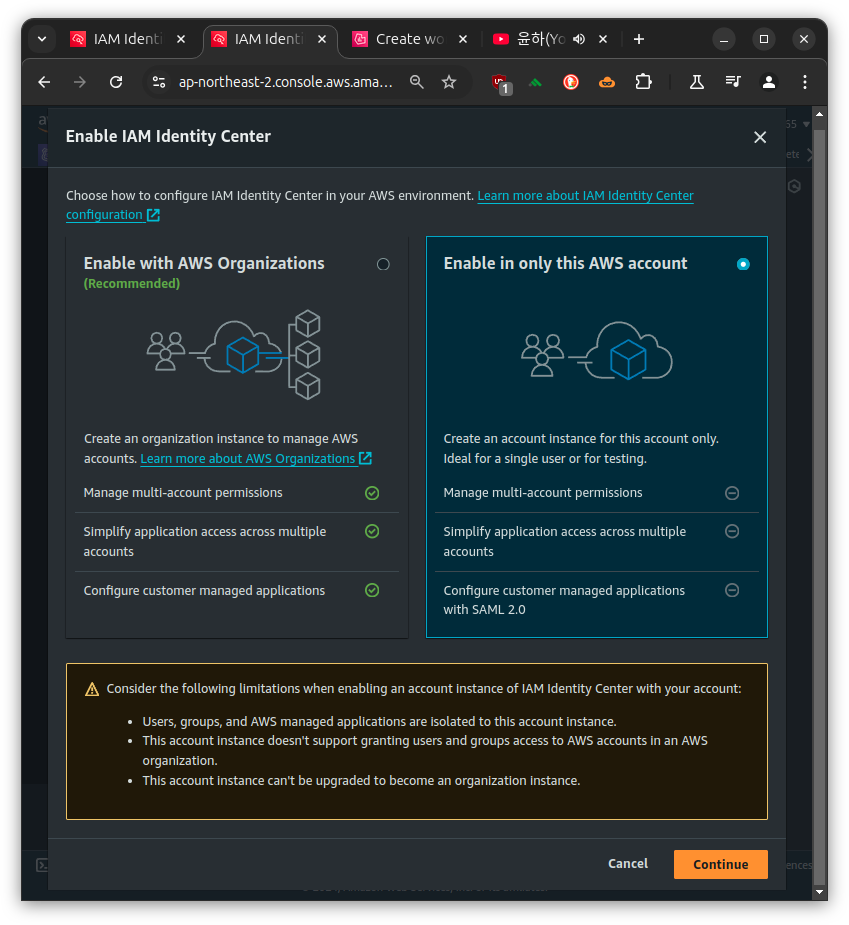 IAM Identi
IAM Identi
Create wo
윤하(Yo
ap-northeast-2.console.aws.ama...
1
Enable IAM Identity Center
Choose how to configure IAM Identity Center in your AWS environment. Learn more about IAM Identity Center
configuration
Enable with AWS Organizations
(Recommended)
Create an organization instance to manage AWS
accounts. Learn more about AWS Organizations
Manage multi-account permissions
Simplify application access across multiple
accounts
Configure customer managed applications
Enable in only this AWS account
Create an account instance for this account only.
Ideal for a single user or for testing.
Manage multi-account permissions
Simplify application access across multiple
accounts
Configure customer managed applications
with SAML 2.0
Consider the following limitations when enabling an account instance of IAM Identity Center with your account:
• Users, groups, and AWS managed applications are isolated to this account instance.
• This account instance doesn't support granting users and groups access to AWS accounts in an AWS
organization.
• This account instance can't be upgraded to become an organization instance.
Cancel
Continue